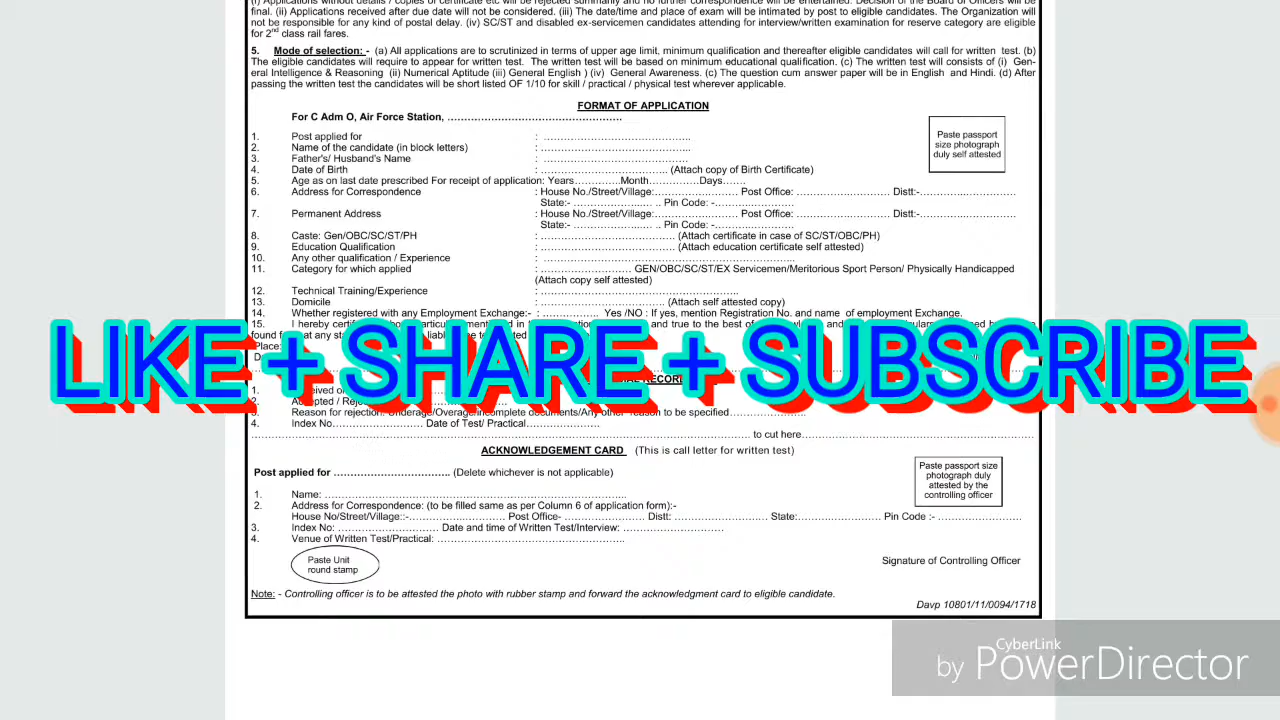 (i) Applications without details / copies of certificate etc will be rejected summarily and no further correspondence will be entertained. Decision of the Board of Officers will be
final. (ii) Applications received after due date will not be considered. (iii) The date/time and place of exam will be intimated by post to eligible candidates. The Organization will
not be responsible for any kind of postal delay. (iv) SC/ST and disabled ex-servicemen candidates attending for interview/written examination for reserve category are eligible
for 2nd class rail fares.
5. Mode of selection: - (a) All applications are to scrutinized in terms of upper age limit, minimum qualification and thereafter eligible candidates will call for written test. (b)
The eligible candidates will require to appear for written test. The written test will be based on minimum educational qualification. (c) The written test will consists of (i) Gen-
eral Intelligence & Reasoning (ii) Numerical Aptitude (iii) General English ) (iv) General Awareness. (c) The question cum answer paper will be in English and Hindi. (d) After
passing the written test the candidates will be short listed OF 1/10 for skill / practical / physical test wherever applicable.
FORMAT OF APPLICATION
For C Adm O, Air Force Station, ……………………………………………
Paste passport
size photograph
duly self attested
1. Post applied for : ……………………………………..
2. Name of the candidate (in block letters) : ……………………………………..
3. Father's/ Husband's Name : ……………………………………
4. Date of Birth : ………………………………. (Attach copy of Birth Certificate)
5. Age as on last date prescribed For receipt of application: Years………….Month……………Days…….
6. Address for Correspondence : House No./Street/Village:…………………… Post Office: ……………………… Distt:-………………………
State:- …………………... .. Pin Code: -…………………..
7. Permanent Address : House No./Street/Village:…………………… Post Office: ……………………… Distt:-………………………
State:- …………………... .. Pin Code: -…………………..
8. Caste: Gen/OBC/SC/ST/PH : ………………………………… (Attach certificate in case of SC/ST/OBC/PH)
9. Education Qualification : ………………………………… (Attach education certificate self attested)
10. Any other qualification / Experience : ………………………………………………………………..
11. Category for which applied : …………………….. GEN/OBC/SC/ST/EX Servicemen/Meritorious Sport Person/ Physically Handicapped
(Attach copy self attested)
12. Technical Training/Experience : …………………………………………………
13. Domicile : ……………………………… (Attach self attested copy)
14. Whether registered with any Employment Exchange:- : ……………. Yes /NO : If yes, mention Registration No. and name of employment Exchange.
15. I hereby and true to the best of
found at any
Place:
LIKE + SHARE + SUBSCRIBE
1.
2.
3. Reason for rejection: Underage/Overage/Incomplete documents/Any other reason to be specified………………….
4. Index No……………………. Date of Test/ Practical…………………
to cut here
ACKNOWLEDGEMENT CARD (This is call letter for written test)
Post applied for …………………………….. (Delete whichever is not applicable)
Paste passport size
photograph duly
attested by the
controlling officer
1. Name: …………………………………………………………………………..
2. Address for Correspondence: (to be filled same as per Column 6 of application form):-
House No/Street/Village::-……………………… Post Office- ………………….. Distt: ……………………… State:…………………… Pin Code :- ……………………
3. Index No: ………………………… Date and time of Written Test/Interview: ………………………
4. Venue of Written Test/Practical: ………………………………………………
Paste Unit
round stamp
Signature of Controlling Officer
Note: - Controlling officer is to be attested the photo with rubber stamp and forward the acknowledgment card to eligible candidate.
Davp 10801/11/0094/1718
CyberLink
by PowerDirector